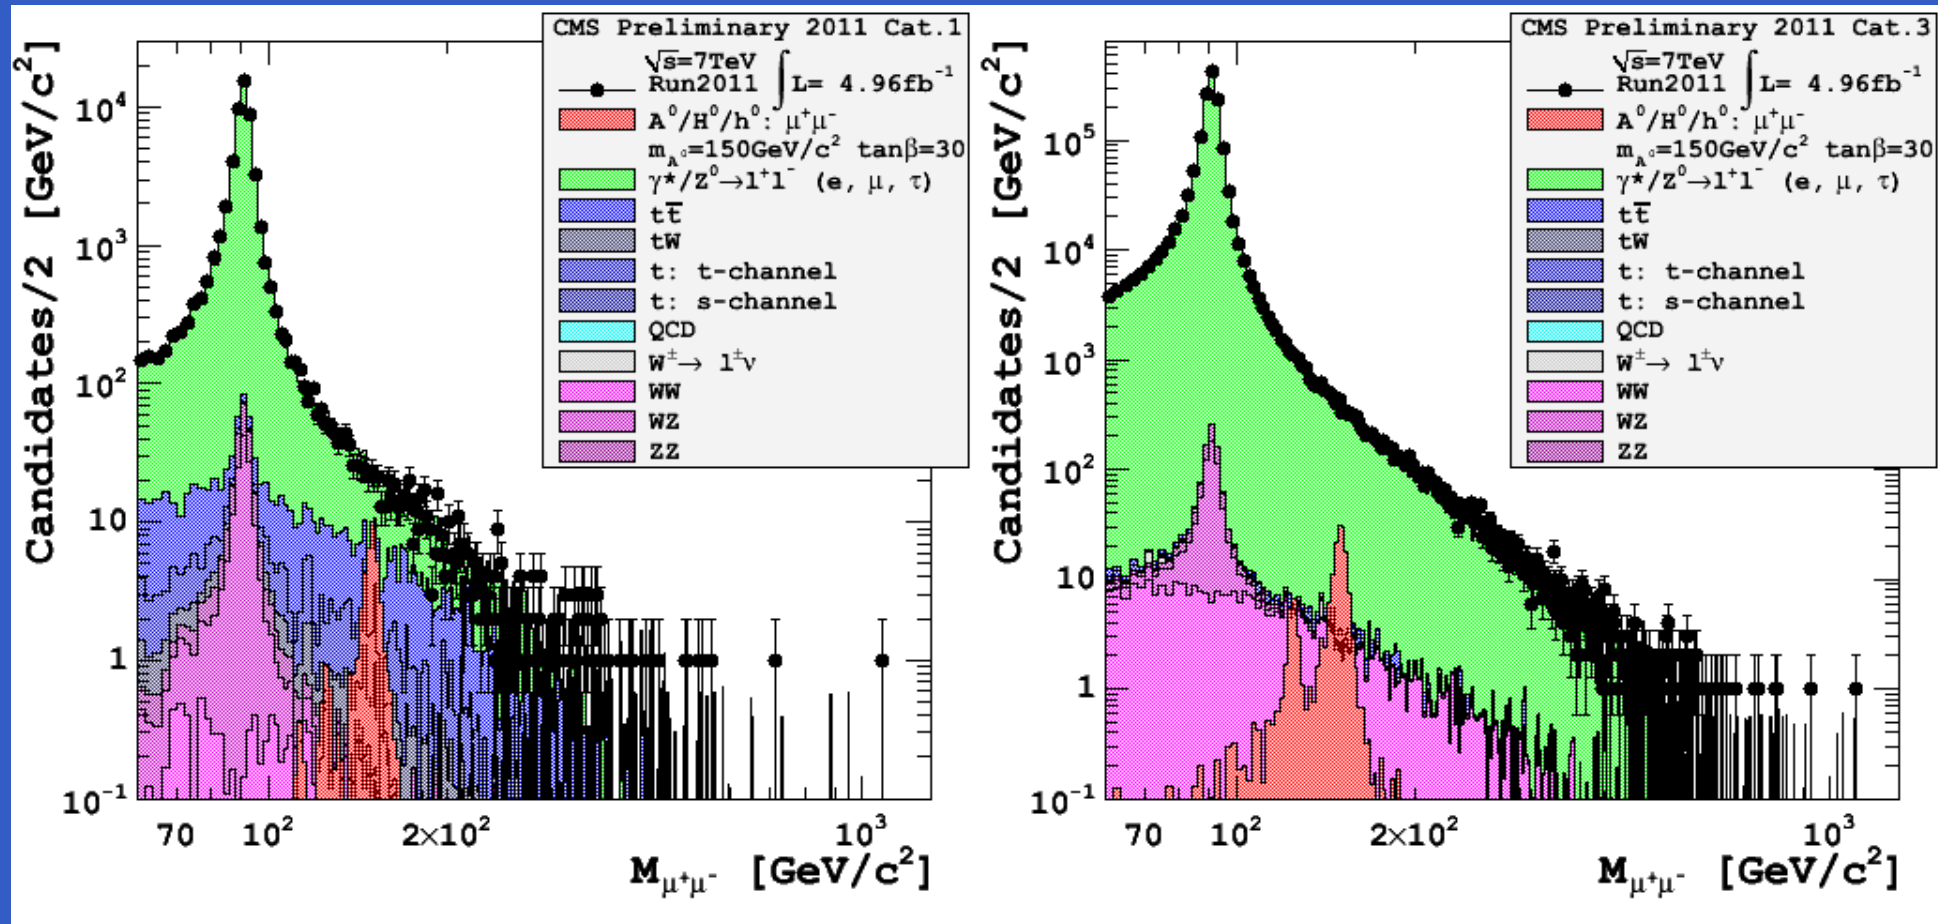 CMS Preliminary 2011 Cat.1
√s=7TeV
Run2011 ∫L= 4.96fb⁻¹
A⁰/H⁰/h⁰: μ⁺μ⁻
m_A⁰=150GeV/c² tanβ=30
γ*/Z⁰→l⁺l⁻ (e, μ, τ)
tt̅
tW
t: t-channel
t: s-channel
QCD
W±→ l±ν
WW
WZ
ZZ
Candidates/2 [GeV/c²]
10⁴
10³
10²
10
1
10⁻¹
70 10² 2×10² 10³
M_μ⁺μ⁻ [GeV/c²]
CMS Preliminary 2011 Cat.3
√s=7TeV
Run2011 ∫L= 4.96fb⁻¹
A⁰/H⁰/h⁰: μ⁺μ⁻
m_A⁰=150GeV/c² tanβ=30
γ*/Z⁰→l⁺l⁻ (e, μ, τ)
tt̅
tW
t: t-channel
t: s-channel
QCD
W±→ l±ν
WW
WZ
ZZ
Candidates/2 [GeV/c²]
10⁵
10⁴
10³
10²
10
1
10⁻¹
70 10² 2×10² 10³
M_μ⁺μ⁻ [GeV/c²]